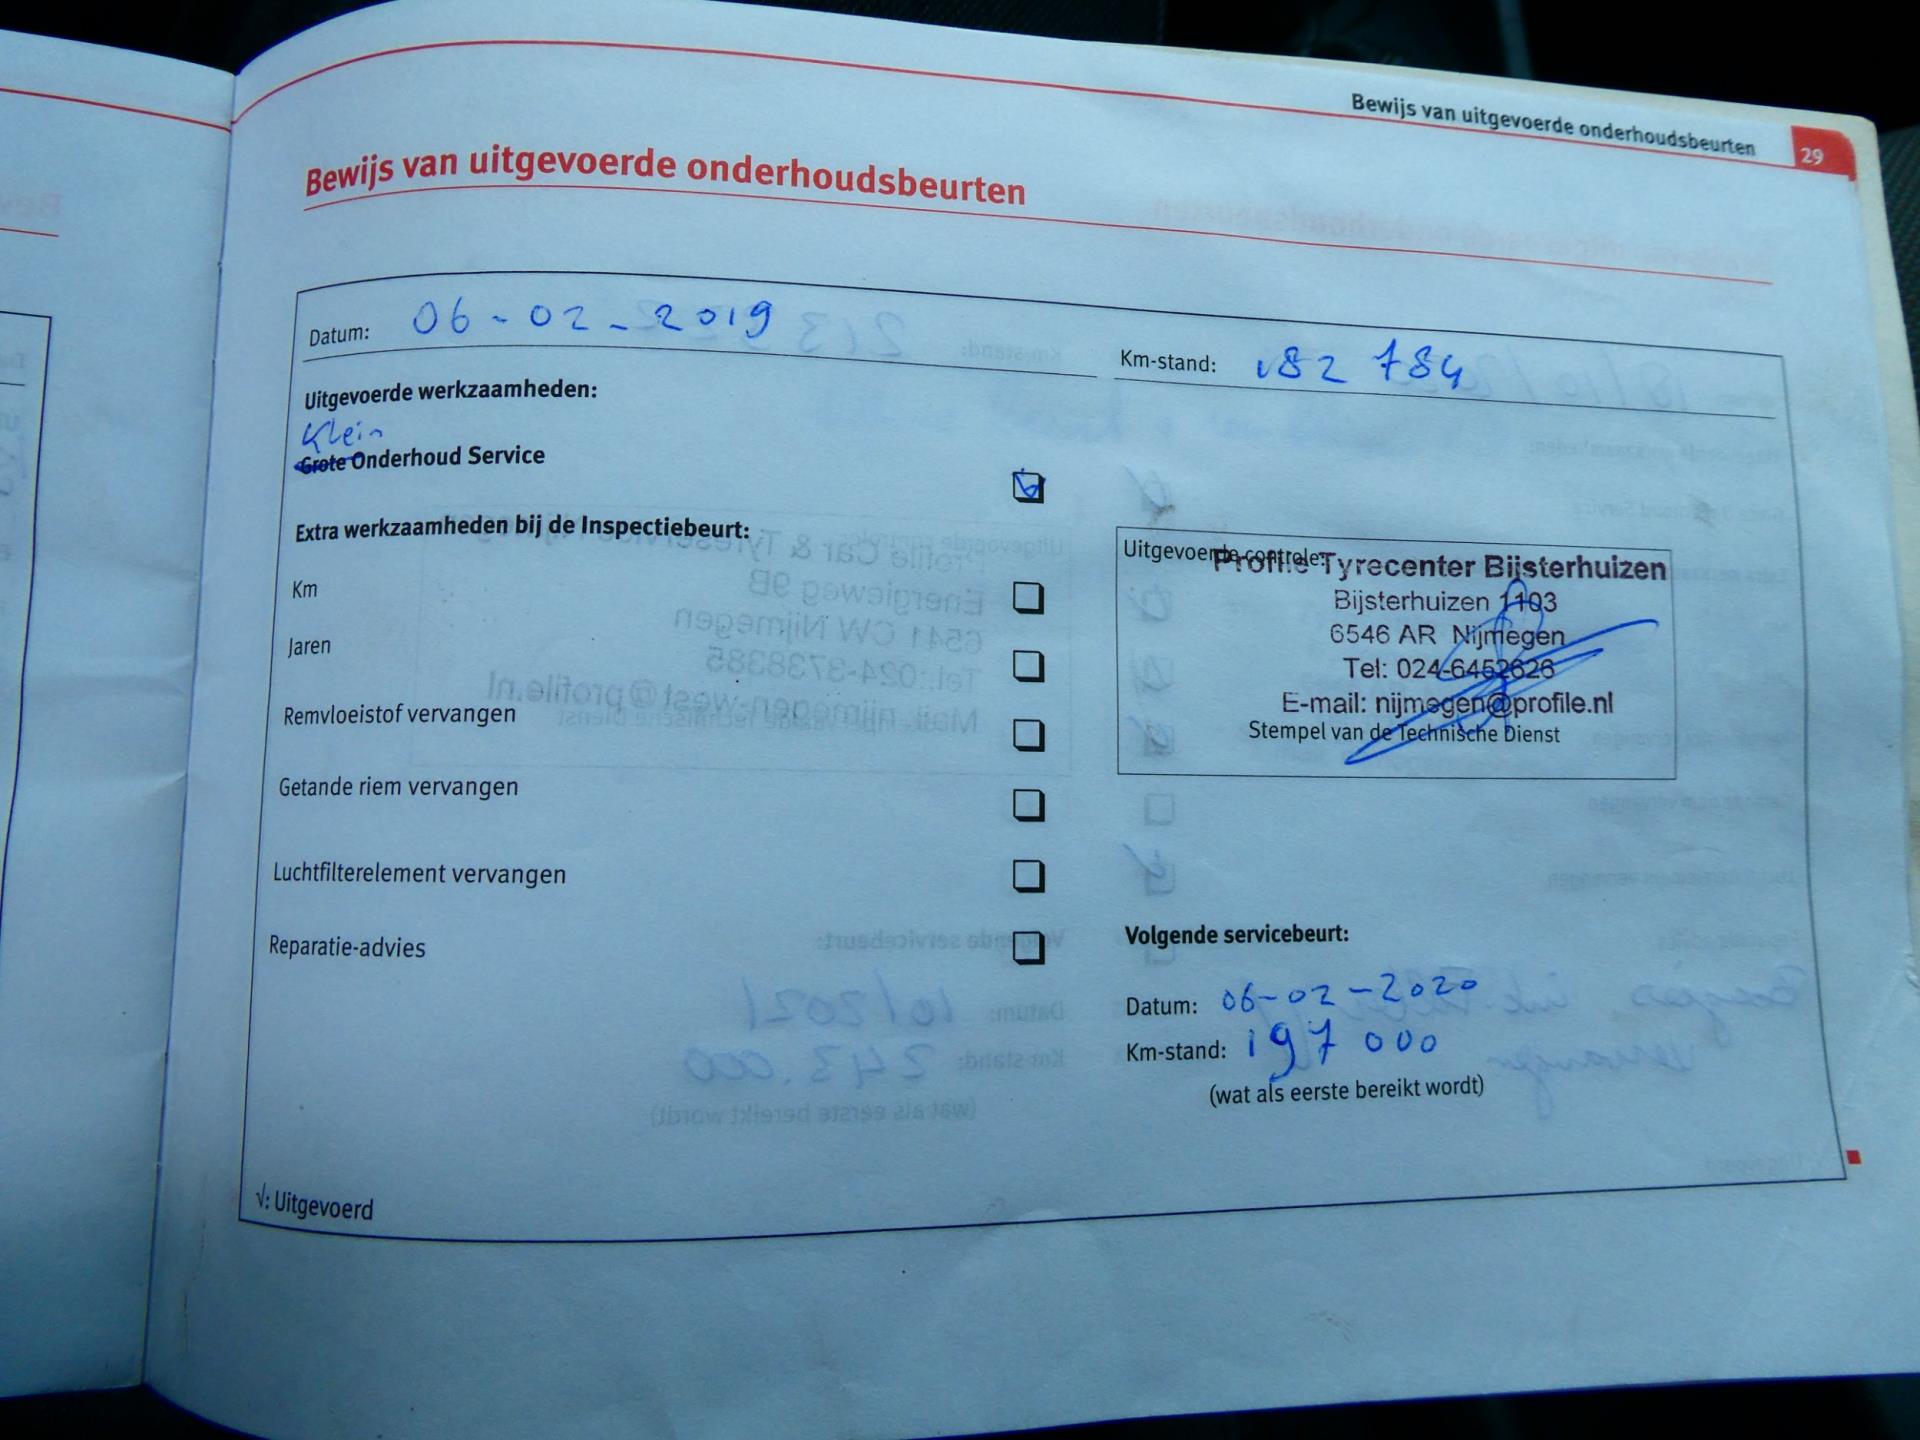 Bewijs van uitgevoerde onderhoudsbeurten 29
Bewijs van uitgevoerde onderhoudsbeurten
Datum: 06-02-2019
Km-stand: 182 784
Uitgevoerde werkzaamheden:
Klein
Grote Onderhoud Service
Extra werkzaamheden bij de Inspectiebeurt:
Km
Jaren
Remvloeistof vervangen
Getande riem vervangen
Luchtfilterelement vervangen
Reparatie-advies
√: Uitgevoerd
Uitgevoerde controle:
Profile Tyrecenter Bijsterhuizen
Bijsterhuizen 1103
6546 AR Nijmegen
Tel: 024-6452626
E-mail: nijmegen@profile.nl
Stempel van de Technische Dienst
Volgende servicebeurt:
Datum: 06-02-2020
Km-stand: 197 000
(wat als eerste bereikt wordt)